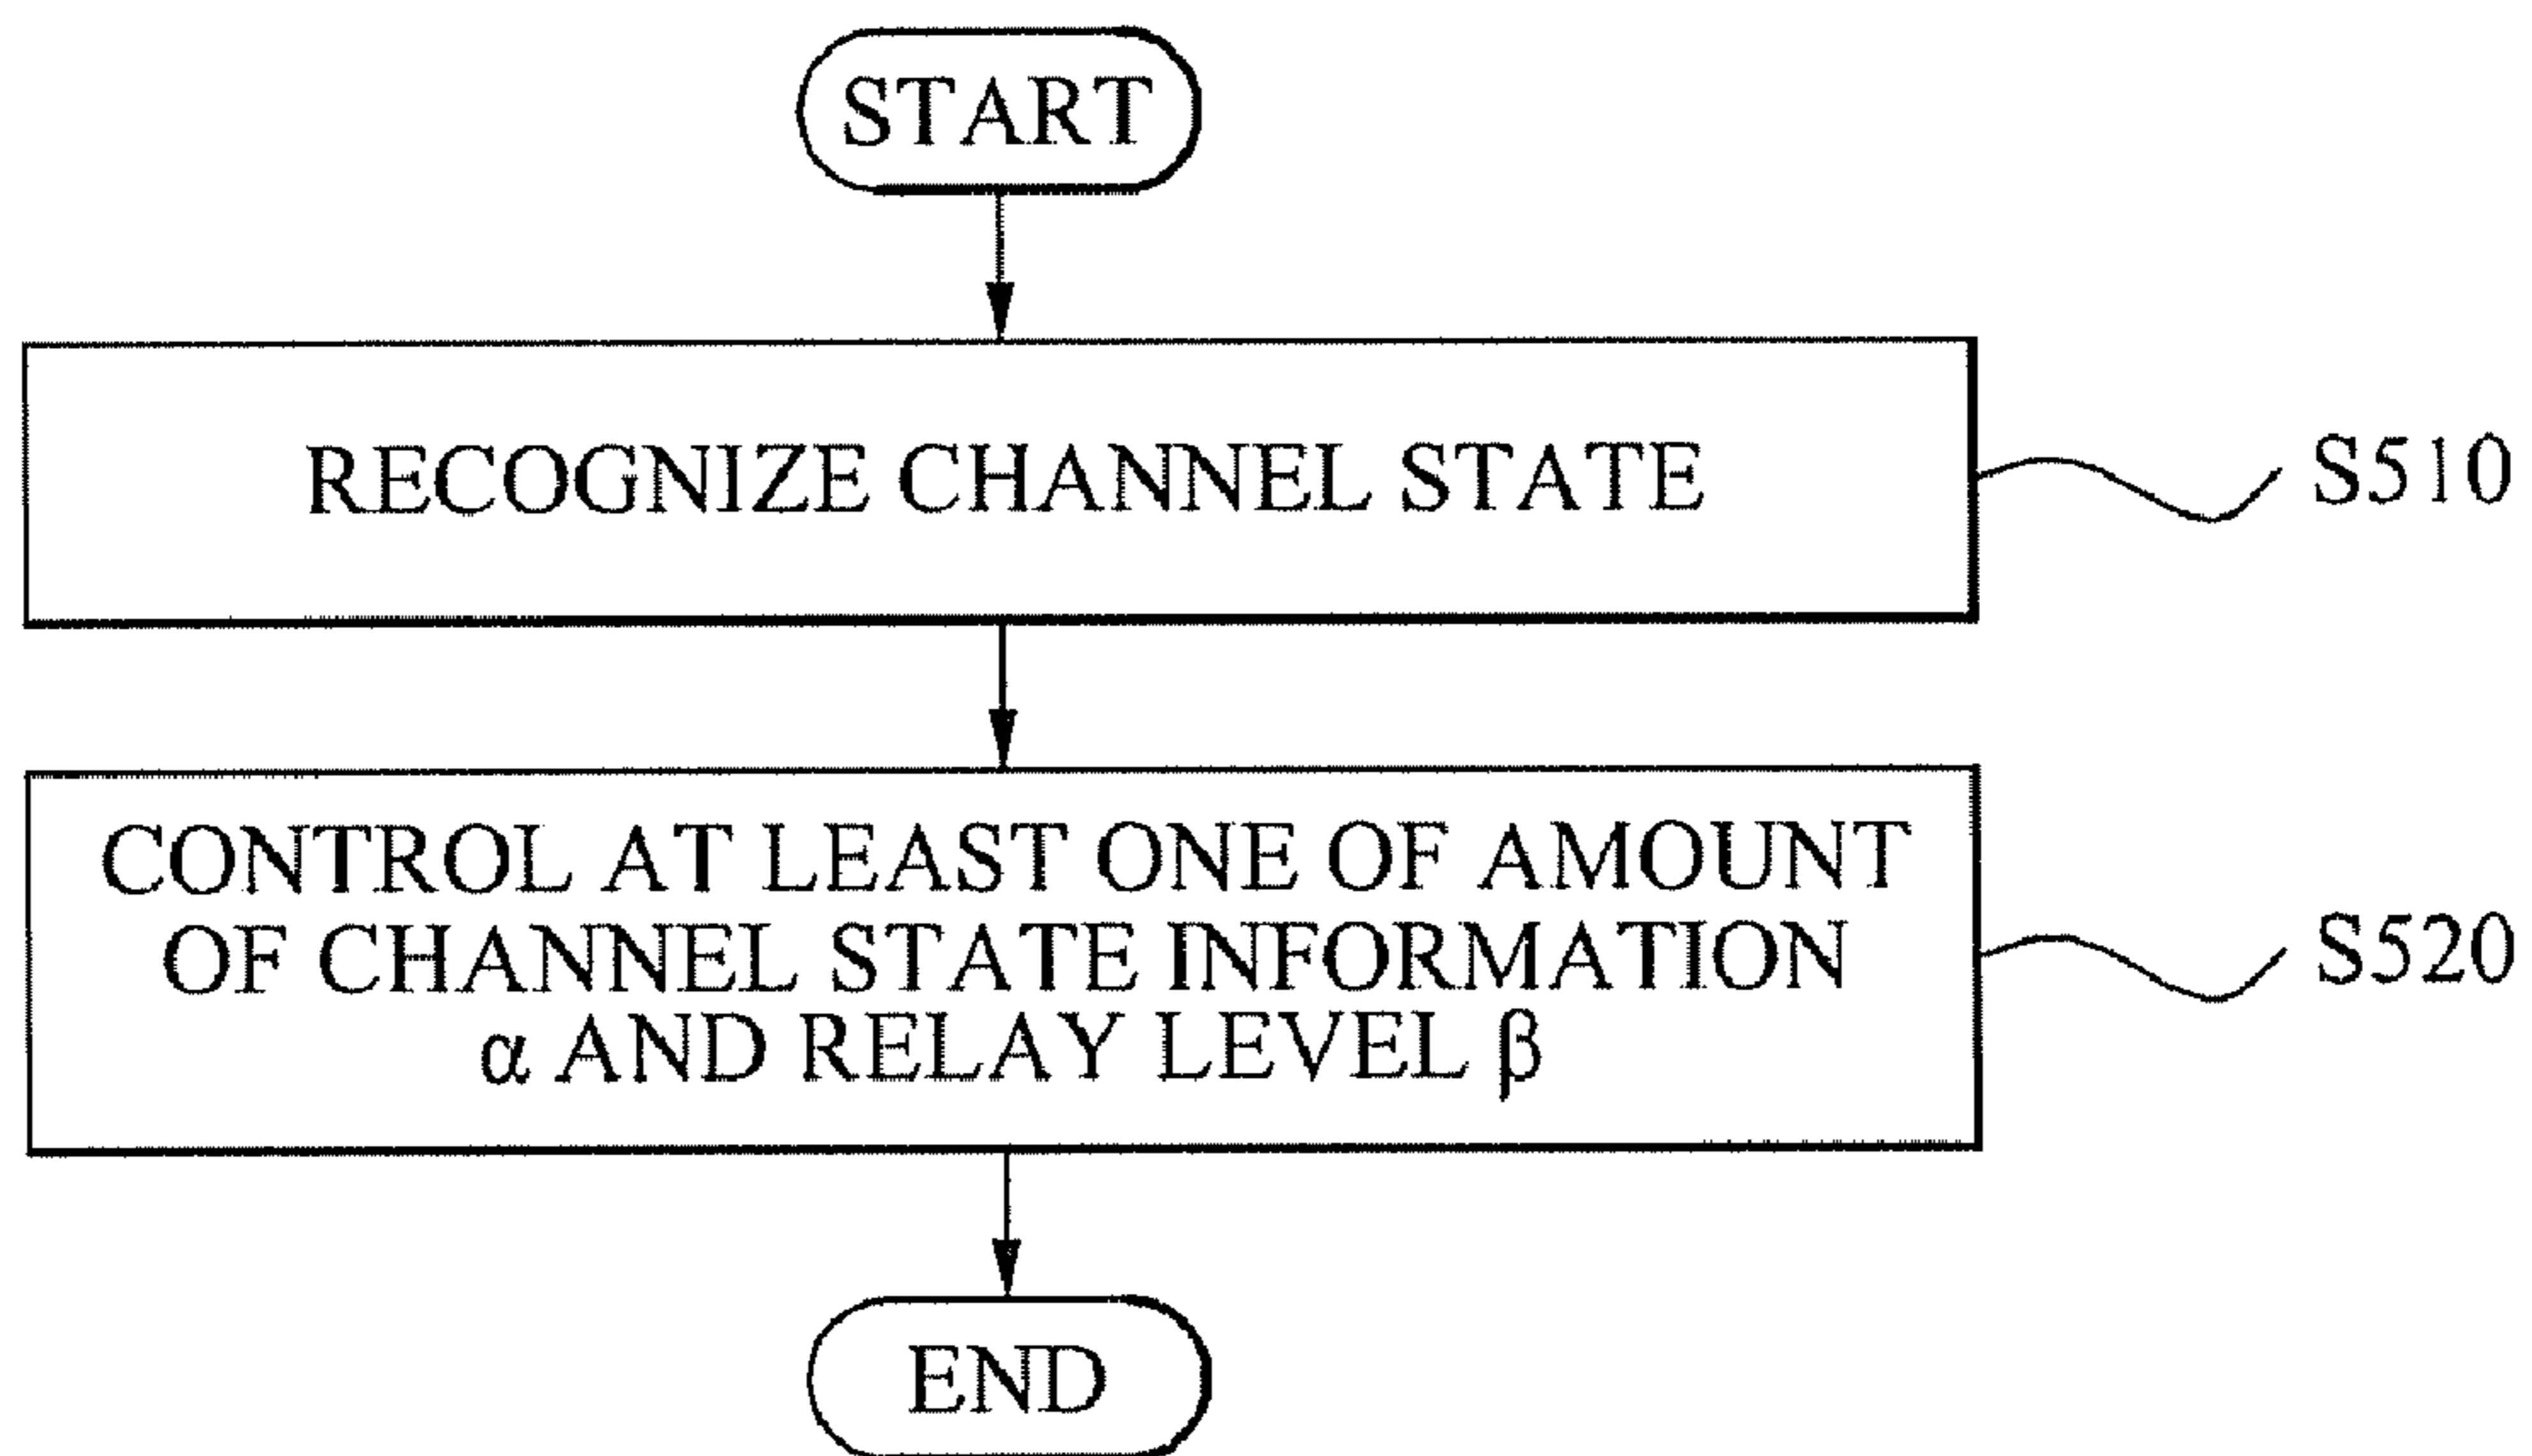 START
RECOGNIZE CHANNEL STATE
S510
CONTROL AT LEAST ONE OF AMOUNT
OF CHANNEL STATE INFORMATION
α AND RELAY LEVEL β
S520
END